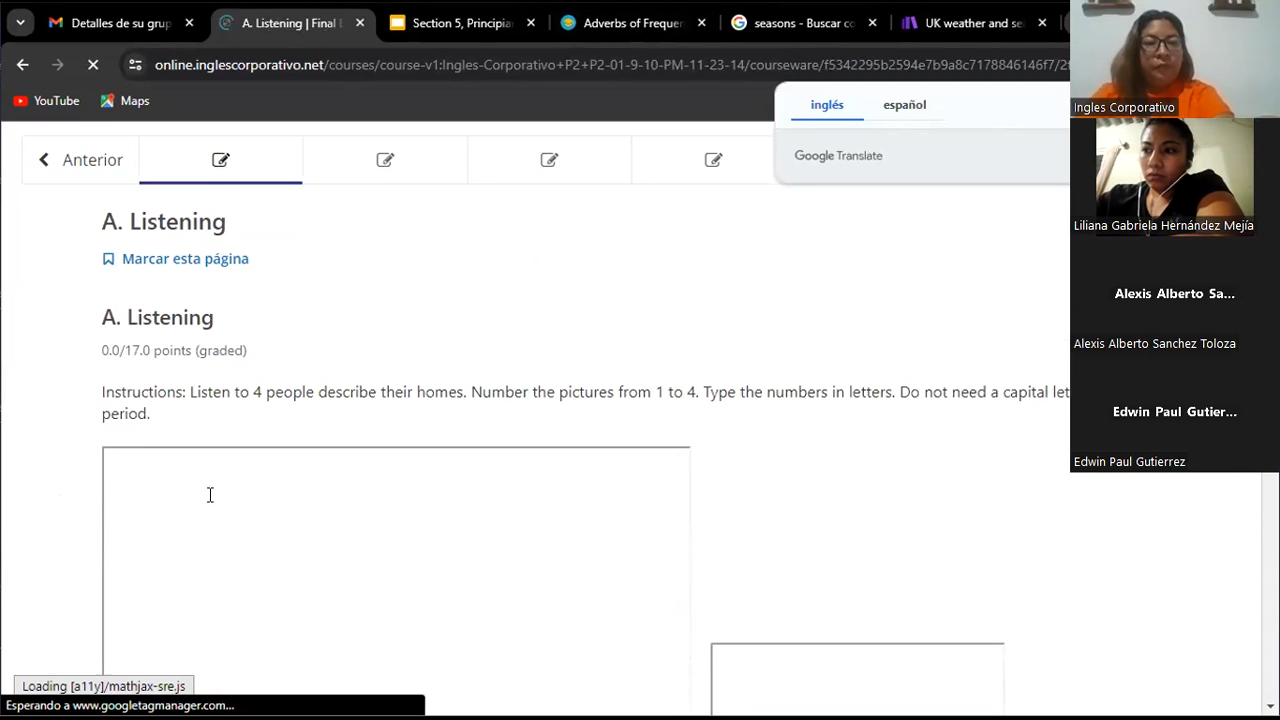 Detalles de su grup
A. Listening | Final E
Section 5, Principian
Adverbs of Frequen
seasons - Buscar co
UK weather and se
online.inglescorporativo.net/courses/course-v1:Ingles-Corporativo+P2+P2-01-9-10-PM-11-23-14/courseware/f5342295b2594e7b9a8c7178846146f7/2
YouTube
Maps
inglés
español
Google Translate
Anterior
A. Listening
Marcar esta página
A. Listening
0.0/17.0 points (graded)
Instructions: Listen to 4 people describe their homes. Number the pictures from 1 to 4. Type the numbers in letters. Do not need a capital let
period.
Loading [a11y]/mathjax-sre.js
Esperando a www.googletagmanager.com...
Ingles Corporativo
Liliana Gabriela Hernández Mejía
Alexis Alberto Sa...
Alexis Alberto Sanchez Toloza
Edwin Paul Gutier...
Edwin Paul Gutierrez